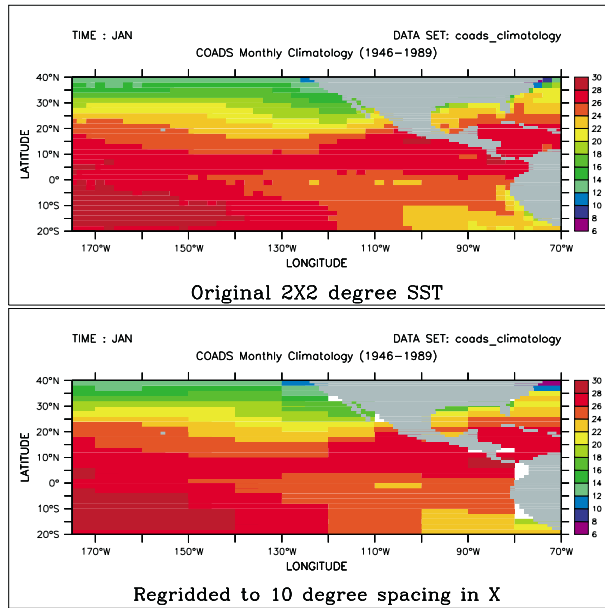 TIME : JAN DATA SET: coads_climatology
COADS Monthly Climatology (1946−1989)
40°N
30°N
20°N
10°N
0°
10°S
20°S
LATITUDE
170°W 150°W 130°W 110°W 90°W 70°W
LONGITUDE
30
28
26
24
22
20
18
16
14
12
10
8
6
Original 2X2 degree SST
TIME : JAN DATA SET: coads_climatology
COADS Monthly Climatology (1946−1989)
40°N
30°N
20°N
10°N
0°
10°S
20°S
LATITUDE
170°W 150°W 130°W 110°W 90°W 70°W
LONGITUDE
30
28
26
24
22
20
18
16
14
12
10
8
6
Regridded to 10 degree spacing in X